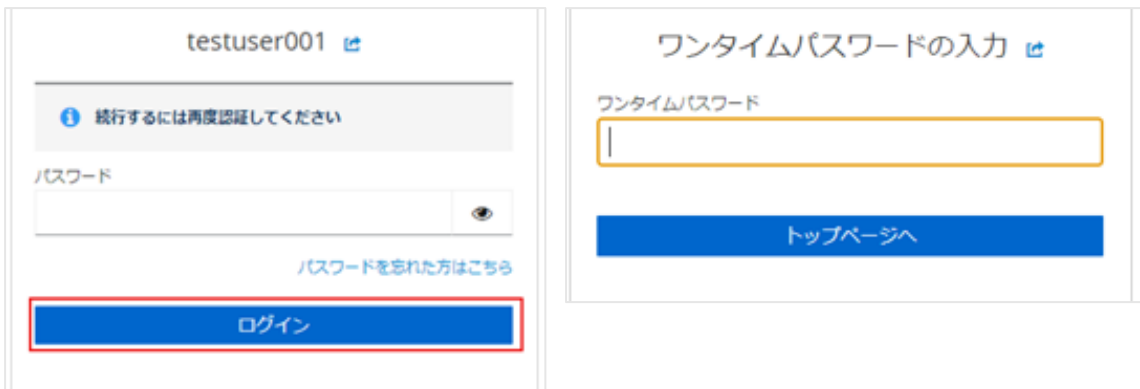 testuser001
続行するには再度認証してください
パスワード
パスワードを忘れた方はこちら
ログイン
ワンタイムパスワードの入力
ワンタイムパスワード
トップページへ